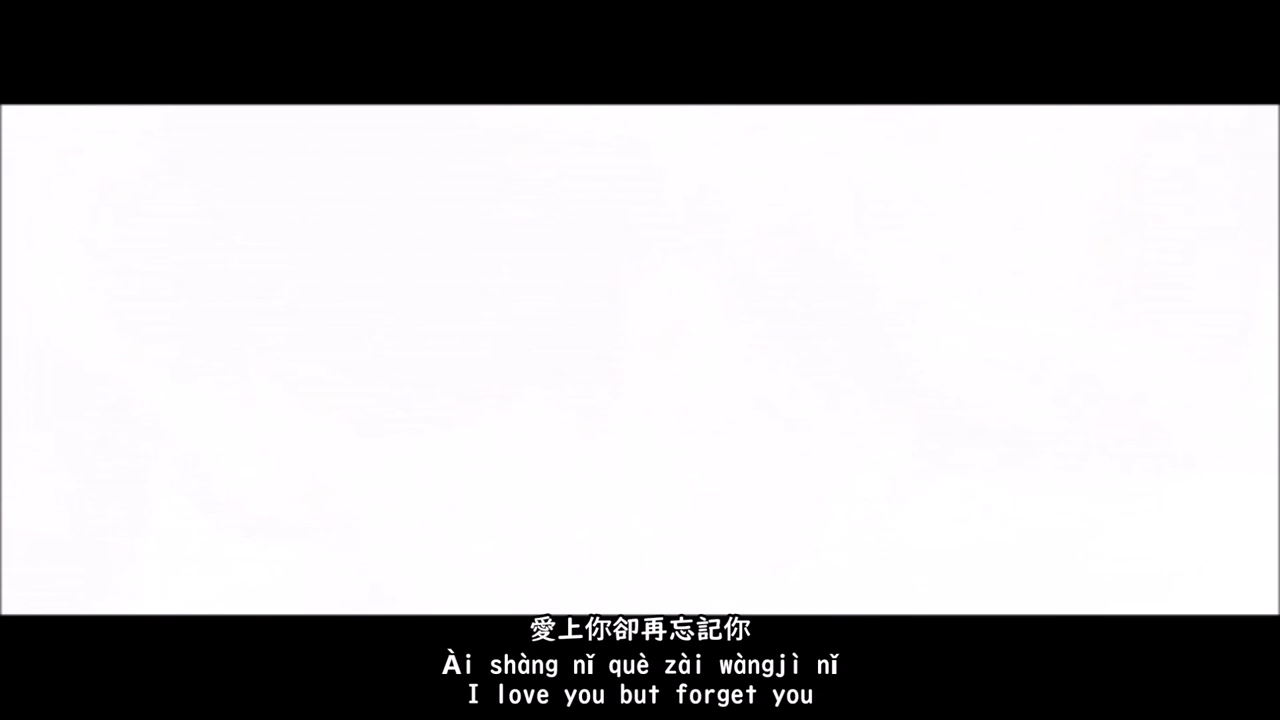 愛上你卻再忘記你
Ài shàng nǐ què zài wàngjì nǐ
I love you but forget you